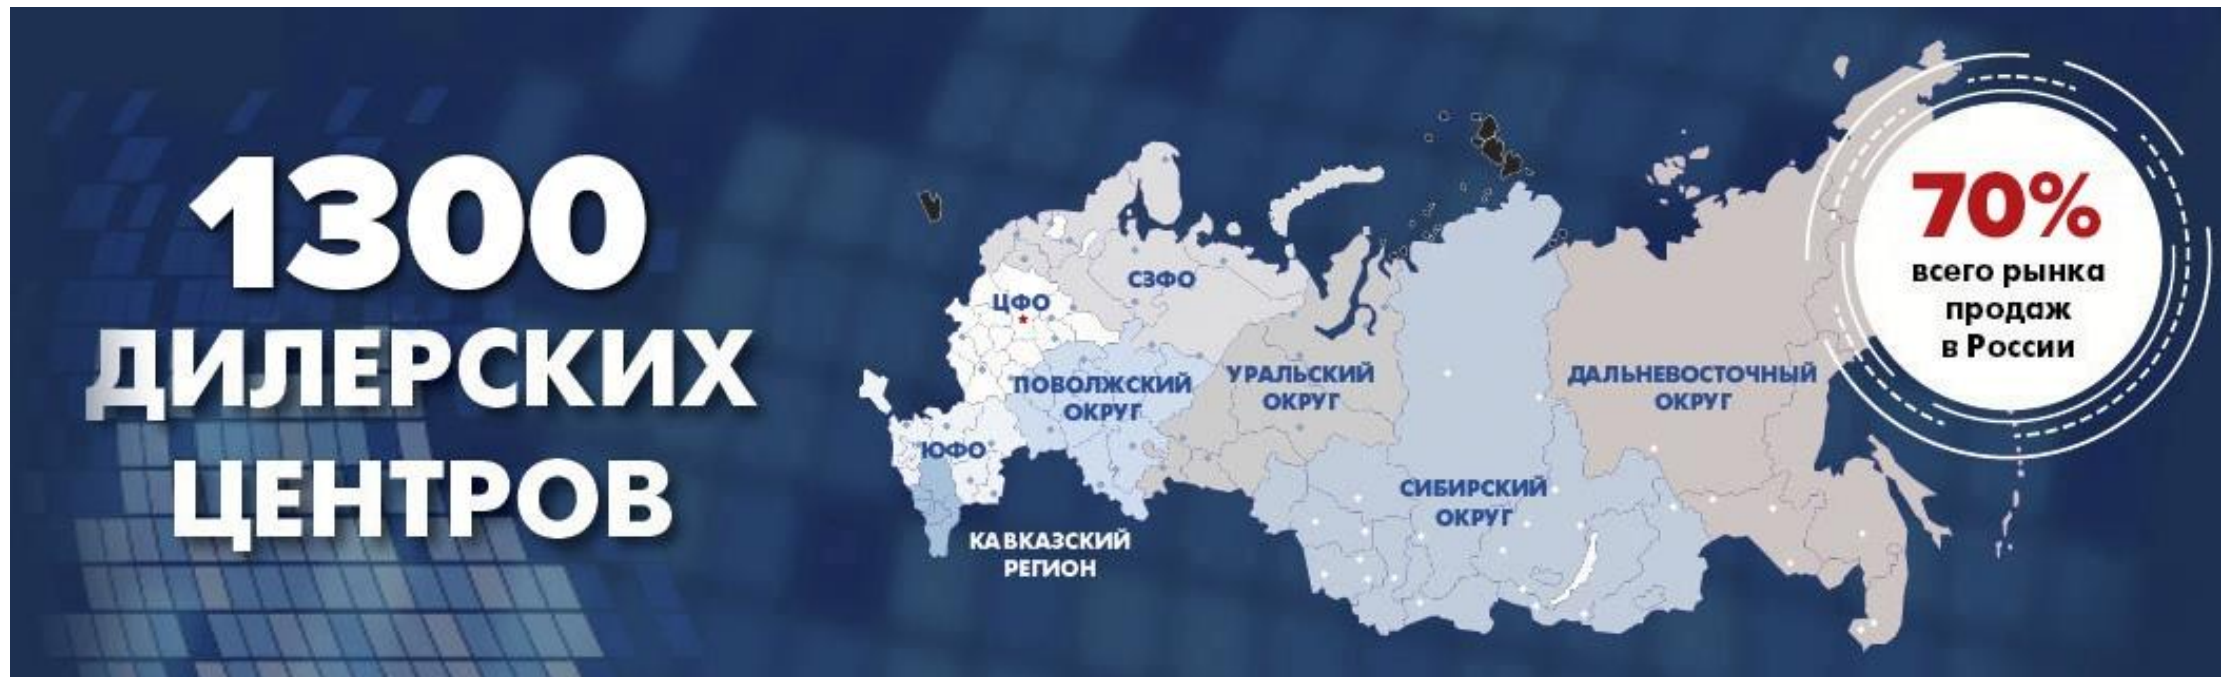 1300
ДИЛЕРСКИХ
ЦЕНТРОВ
СЗФО
ЦФО
ПОВОЛЖСКИЙ
ОКРУГ
УРАЛЬСКИЙ
ОКРУГ
ЮФО
КАВКАЗСКИЙ
РЕГИОН
СИБИРСКИЙ
ОКРУГ
ДАЛЬНЕВОСТОЧНЫЙ
ОКРУГ
70%
всего рынка
продаж
в России